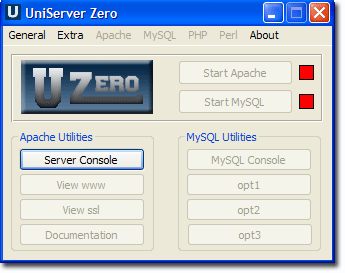 U UniServer Zero
General Extra Apache MySQL PHP Perl About
U ZERO
Start Apache
Start MySQL
Apache Utilities
Server Console
View www
View ssl
Documentation
MySQL Utilities
MySQL Console
opt1
opt2
opt3